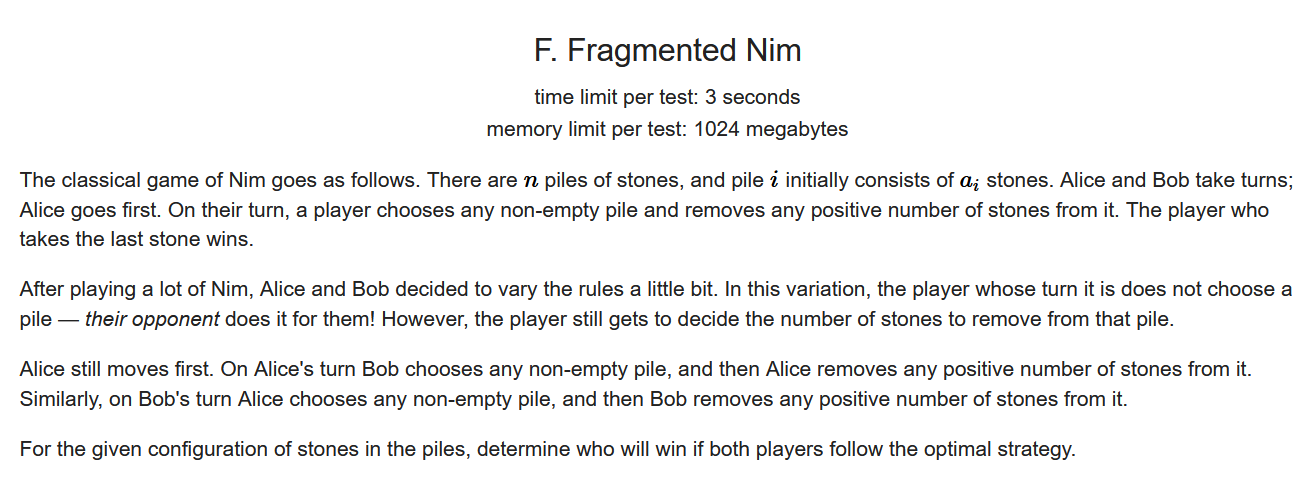 F. Fragmented Nim
time limit per test: 3 seconds
memory limit per test: 1024 megabytes
The classical game of Nim goes as follows. There are n piles of stones, and pile i initially consists of a_i stones. Alice and Bob take turns;
Alice goes first. On their turn, a player chooses any non-empty pile and removes any positive number of stones from it. The player who
takes the last stone wins.
After playing a lot of Nim, Alice and Bob decided to vary the rules a little bit. In this variation, the player whose turn it is does not choose a
pile — their opponent does it for them! However, the player still gets to decide the number of stones to remove from that pile.
Alice still moves first. On Alice's turn Bob chooses any non-empty pile, and then Alice removes any positive number of stones from it.
Similarly, on Bob's turn Alice chooses any non-empty pile, and then Bob removes any positive number of stones from it.
For the given configuration of stones in the piles, determine who will win if both players follow the optimal strategy.